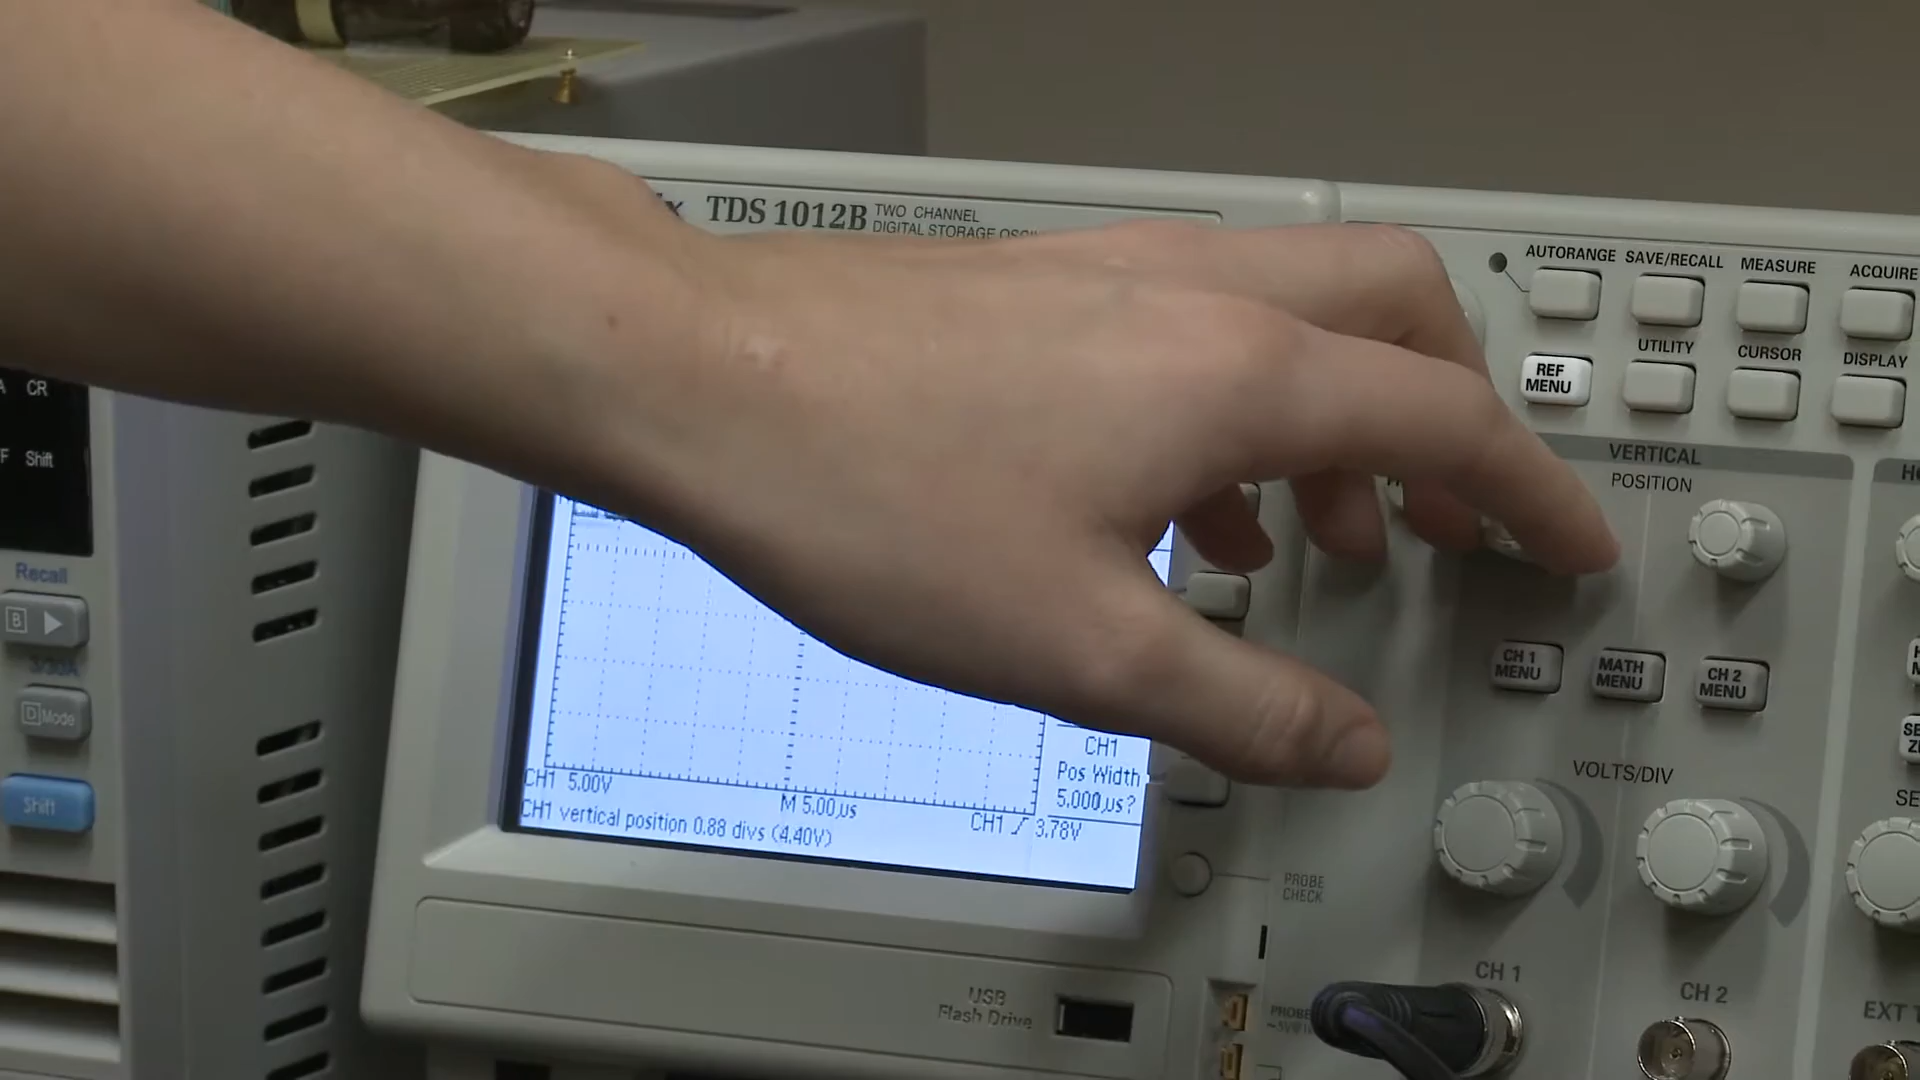 TDS 1012B
TWO CHANNEL
DIGITAL STORAGE
AUTORANGE
SAVE/RECALL
MEASURE
ACQUIRE
REF
MENU
UTILITY
CURSOR
DISPLAY
VERTICAL
POSITION
CH 1
MENU
MATH
MENU
CH 2
MENU
VOLTS/DIV
CH 1
CH 2
EXT
PROBE
CHECK
USB
Flash Drive
PROBE
CH1 5.00V
M 5.00µs
CH1 / 3.78V
CH1 vertical position 0.88 divs (4.40V)
CH1
Pos Width
5.000µs?
CR
Shift
Recall
B
D Mode
Shift